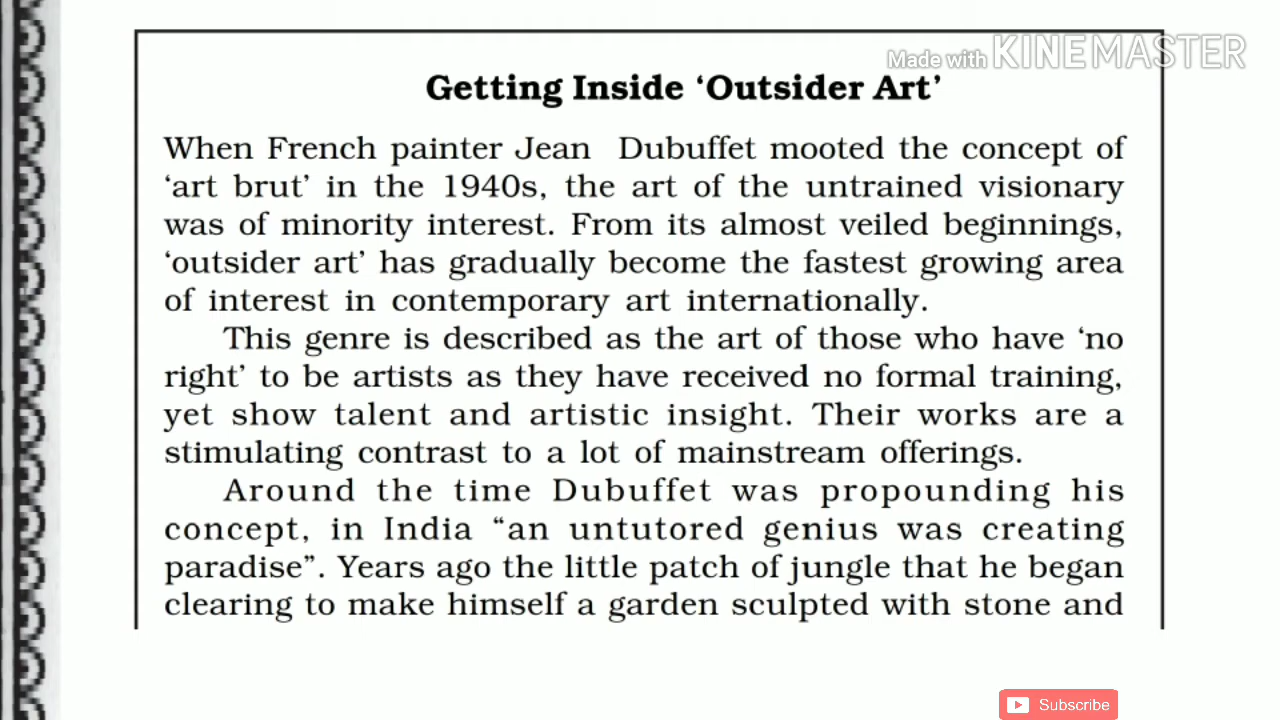 Made with KINEMASTER
Getting Inside ‘Outsider Art’
When French painter Jean Dubuffet mooted the concept of
‘art brut’ in the 1940s, the art of the untrained visionary
was of minority interest. From its almost veiled beginnings,
‘outsider art’ has gradually become the fastest growing area
of interest in contemporary art internationally.
This genre is described as the art of those who have ‘no
right’ to be artists as they have received no formal training,
yet show talent and artistic insight. Their works are a
stimulating contrast to a lot of mainstream offerings.
Around the time Dubuffet was propounding his
concept, in India “an untutored genius was creating
paradise”. Years ago the little patch of jungle that he began
clearing to make himself a garden sculpted with stone and
Subscribe